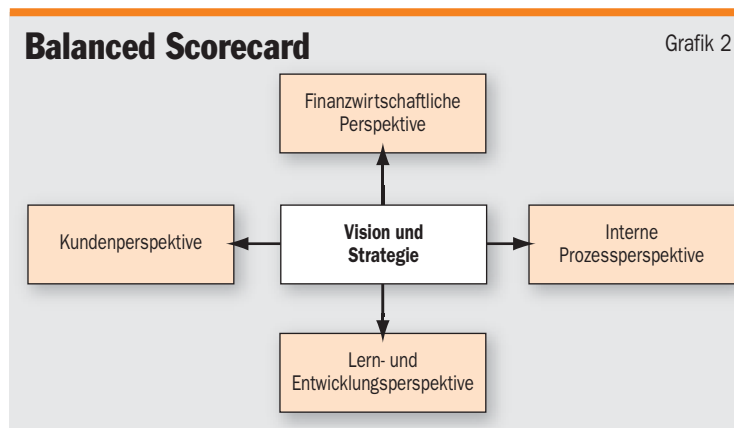 Balanced Scorecard
Grafik 2
Finanzwirtschaftliche
Perspektive
Kundenperspektive
Vision und
Strategie
Interne
Prozessperspektive
Lern- und
Entwicklungsperspektive